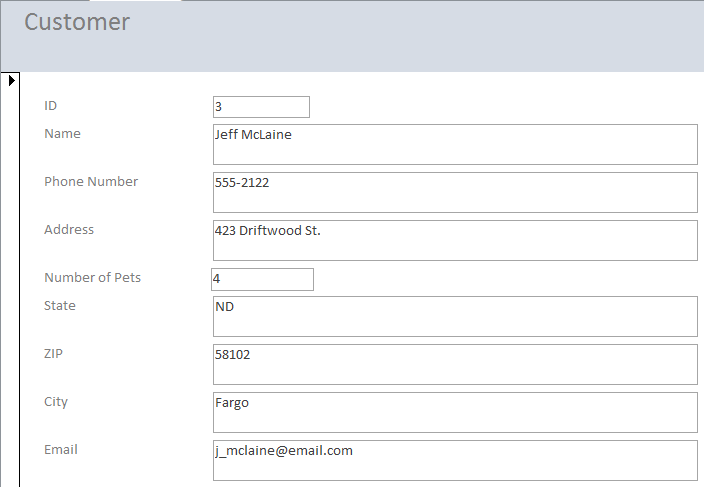 Customer
ID 3
Name Jeff McLaine
Phone Number 555-2122
Address 423 Driftwood St.
Number of Pets 4
State ND
ZIP 58102
City Fargo
Email j_mclaine@email.com